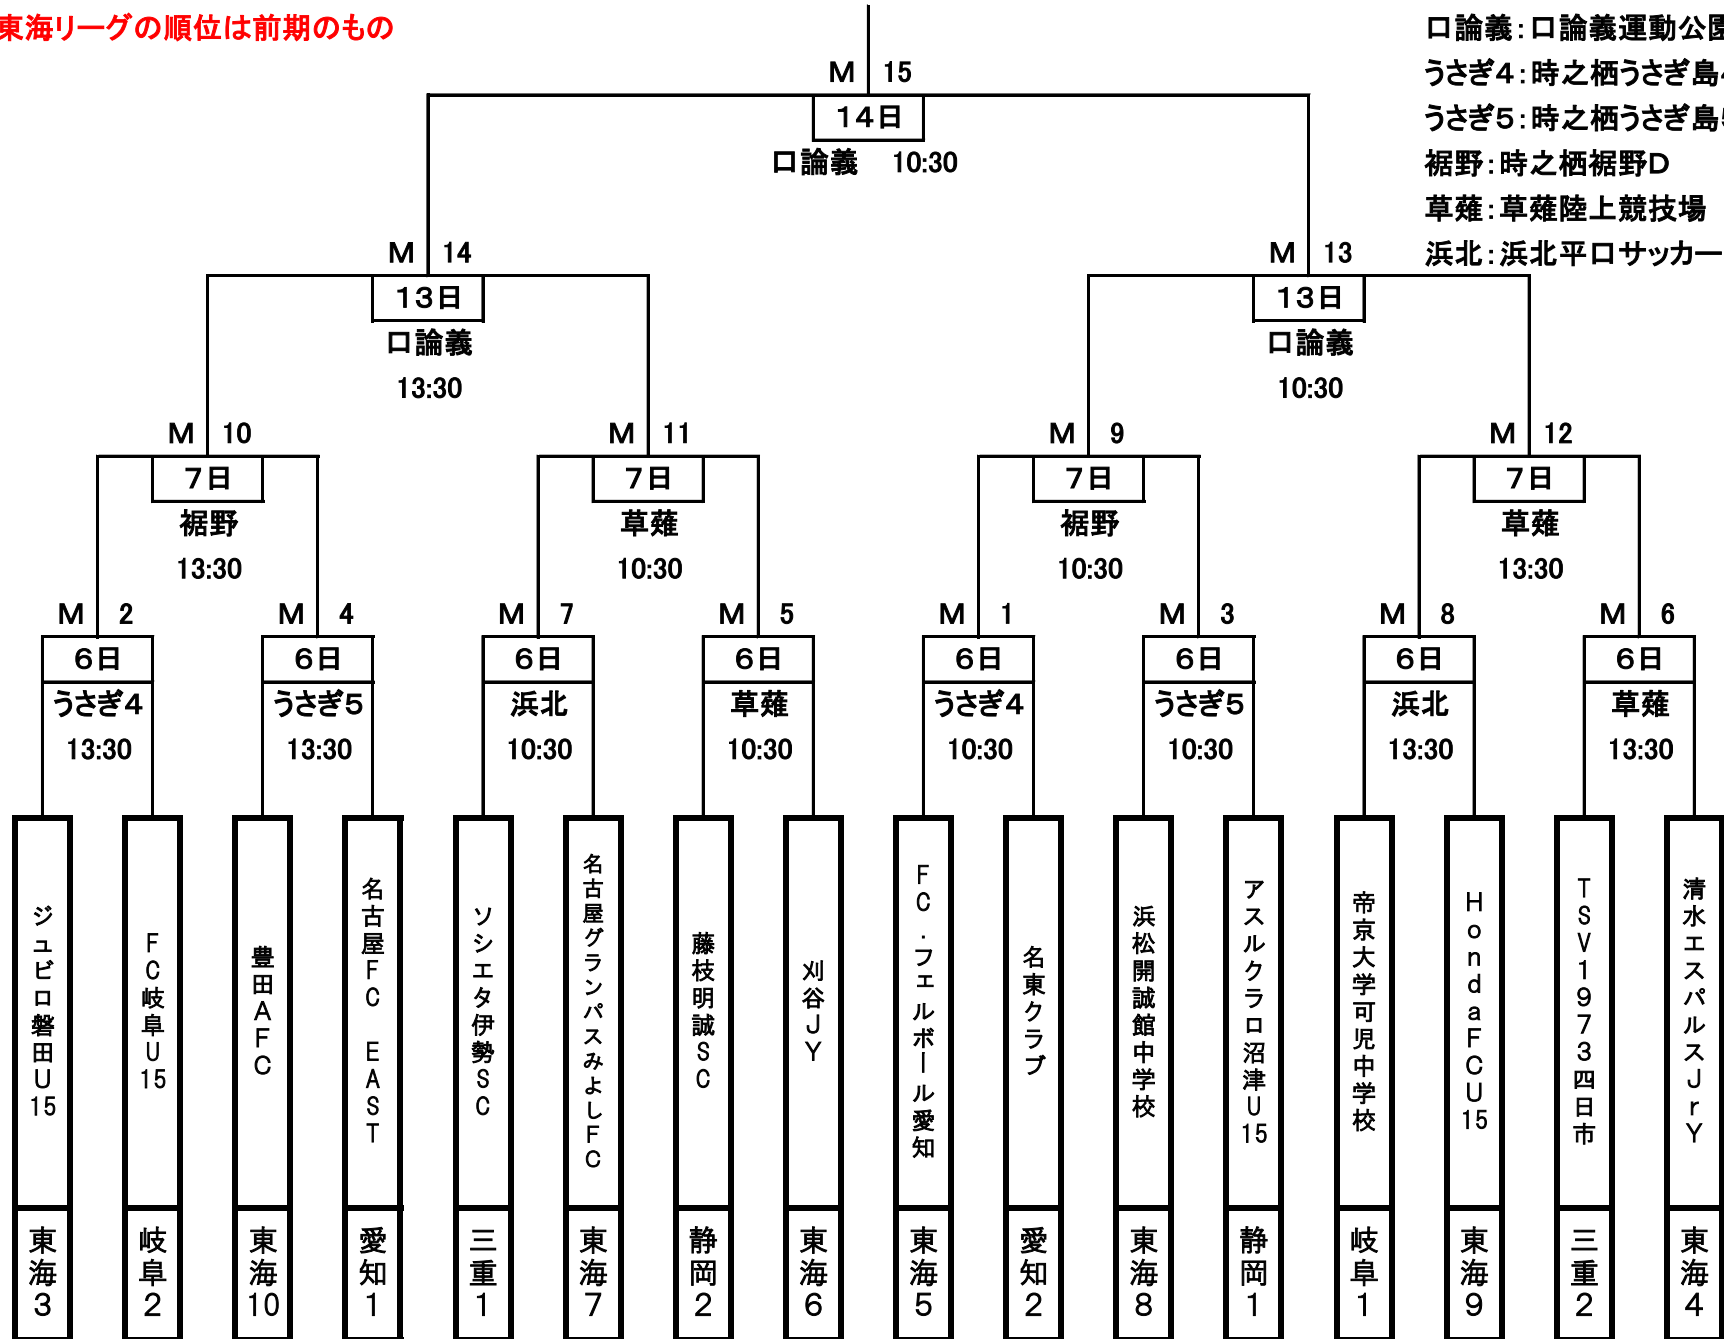 東海リーグの順位は前期のもの
口論義:口論義運動公園
うさぎ4:時之栖うさぎ島4
うさぎ5:時之栖うさぎ島5
裾野:時之栖裾野D
草薙:草薙陸上競技場
浜北:浜北平口サッカー
M 15
14日
口論義 10:30
M 14
13日
口論義
13:30
M 13
13日
口論義
10:30
M 10
7日
裾野
13:30
M 11
7日
草薙
10:30
M 9
7日
裾野
10:30
M 12
7日
草薙
13:30
M 2
6日
うさぎ4
13:30
M 4
6日
うさぎ5
13:30
M 7
6日
浜北
10:30
M 5
6日
草薙
10:30
M 1
6日
うさぎ4
10:30
M 3
6日
うさぎ5
10:30
M 8
6日
浜北
13:30
M 6
6日
草薙
13:30
ジュビロ磐田U15
東海3
FC岐阜U15
岐阜2
豊田AFC
東海10
名古屋FC EAST
愛知1
ソシエタ伊勢SC
三重1
名古屋グランパスみよしFC
東海7
藤枝明誠SC
静岡2
刈谷JY
東海6
FC・フェルボール愛知
東海5
名東クラブ
愛知2
浜松開誠館中学校
東海8
アスルクラロ沼津U15
静岡1
帝京大学可児中学校
岐阜1
HondaFCU15
東海9
TSV1973四日市
三重2
清水エスパルスJrY
東海4